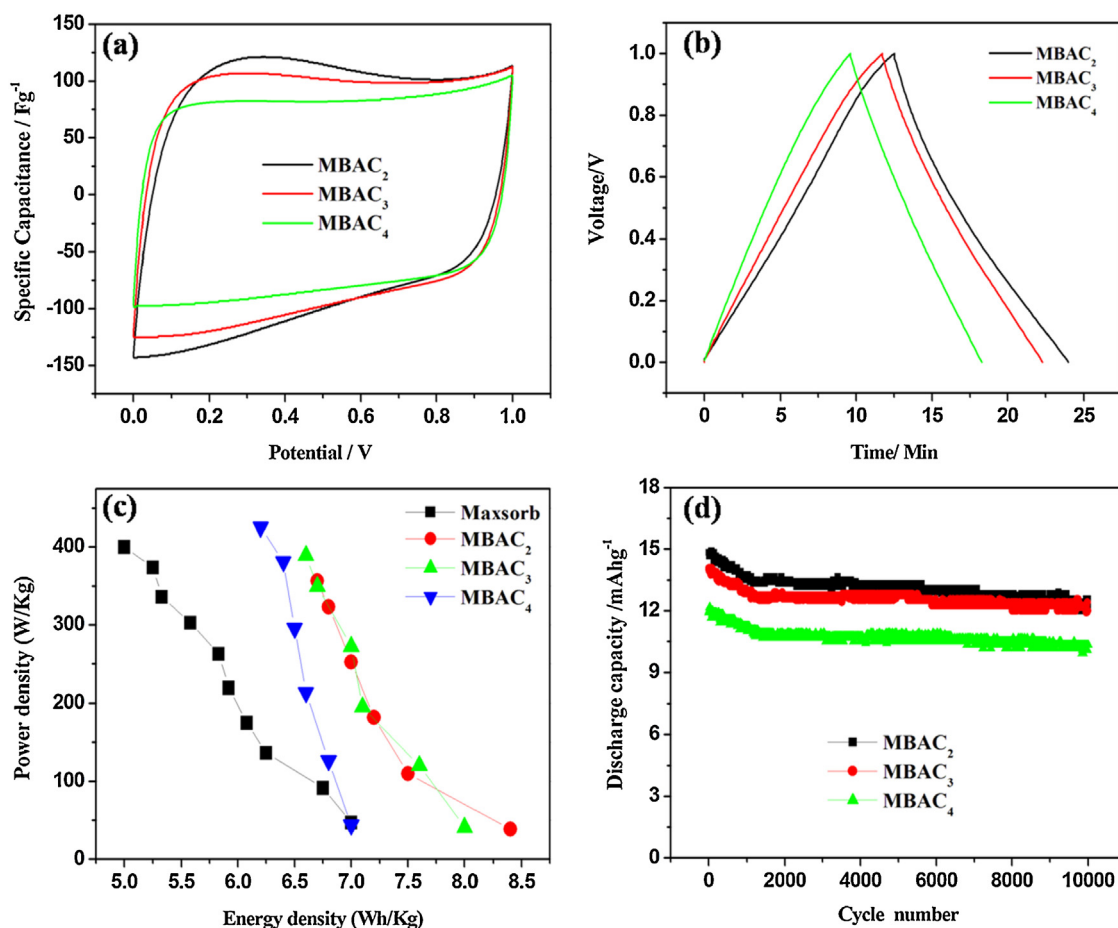 (a)
150
100
50
0
-50
-100
-150
Specific Capacitance / Fg⁻¹
MBAC₂
MBAC₃
MBAC₄
0.0 0.2 0.4 0.6 0.8 1.0
Potential / V
(b)
1.0
0.8
0.6
0.4
0.2
0.0
Voltage/V
MBAC₂
MBAC₃
MBAC₄
0 5 10 15 20 25
Time/ Min
(c)
400
300
200
100
0
Power density (W/Kg)
Maxsorb
MBAC₂
MBAC₃
MBAC₄
5.0 5.5 6.0 6.5 7.0 7.5 8.0 8.5
Energy density (Wh/Kg)
(d)
18
15
12
9
6
3
0
Discharge capacity /mAhg⁻¹
MBAC₂
MBAC₃
MBAC₄
0 2000 4000 6000 8000 10000
Cycle number